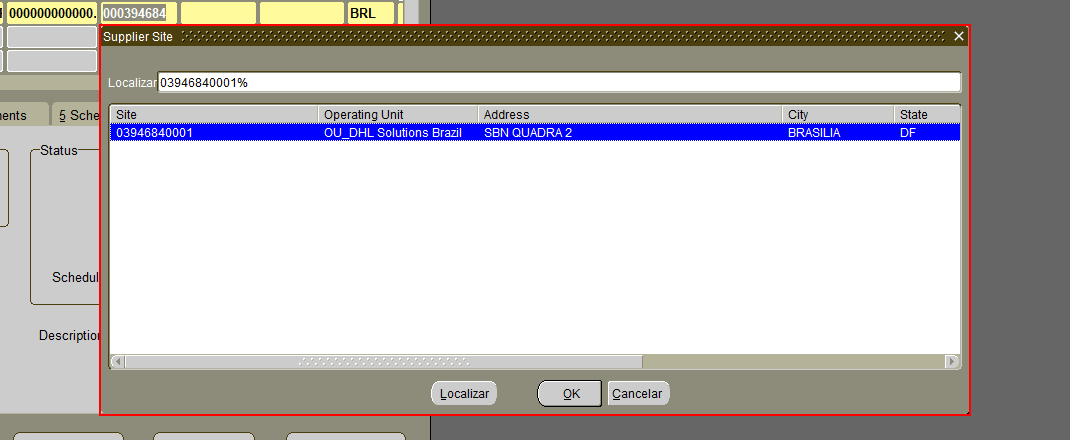 000000000000. 000394684 BRL
Supplier Site
Localizar 03946840001%
Site Operating Unit Address City State
03946840001 OU_DHL Solutions Brazil SBN QUADRA 2 BRASILIA DF
5 Sche
Status
Schedul
Description
Localizar OK Cancelar